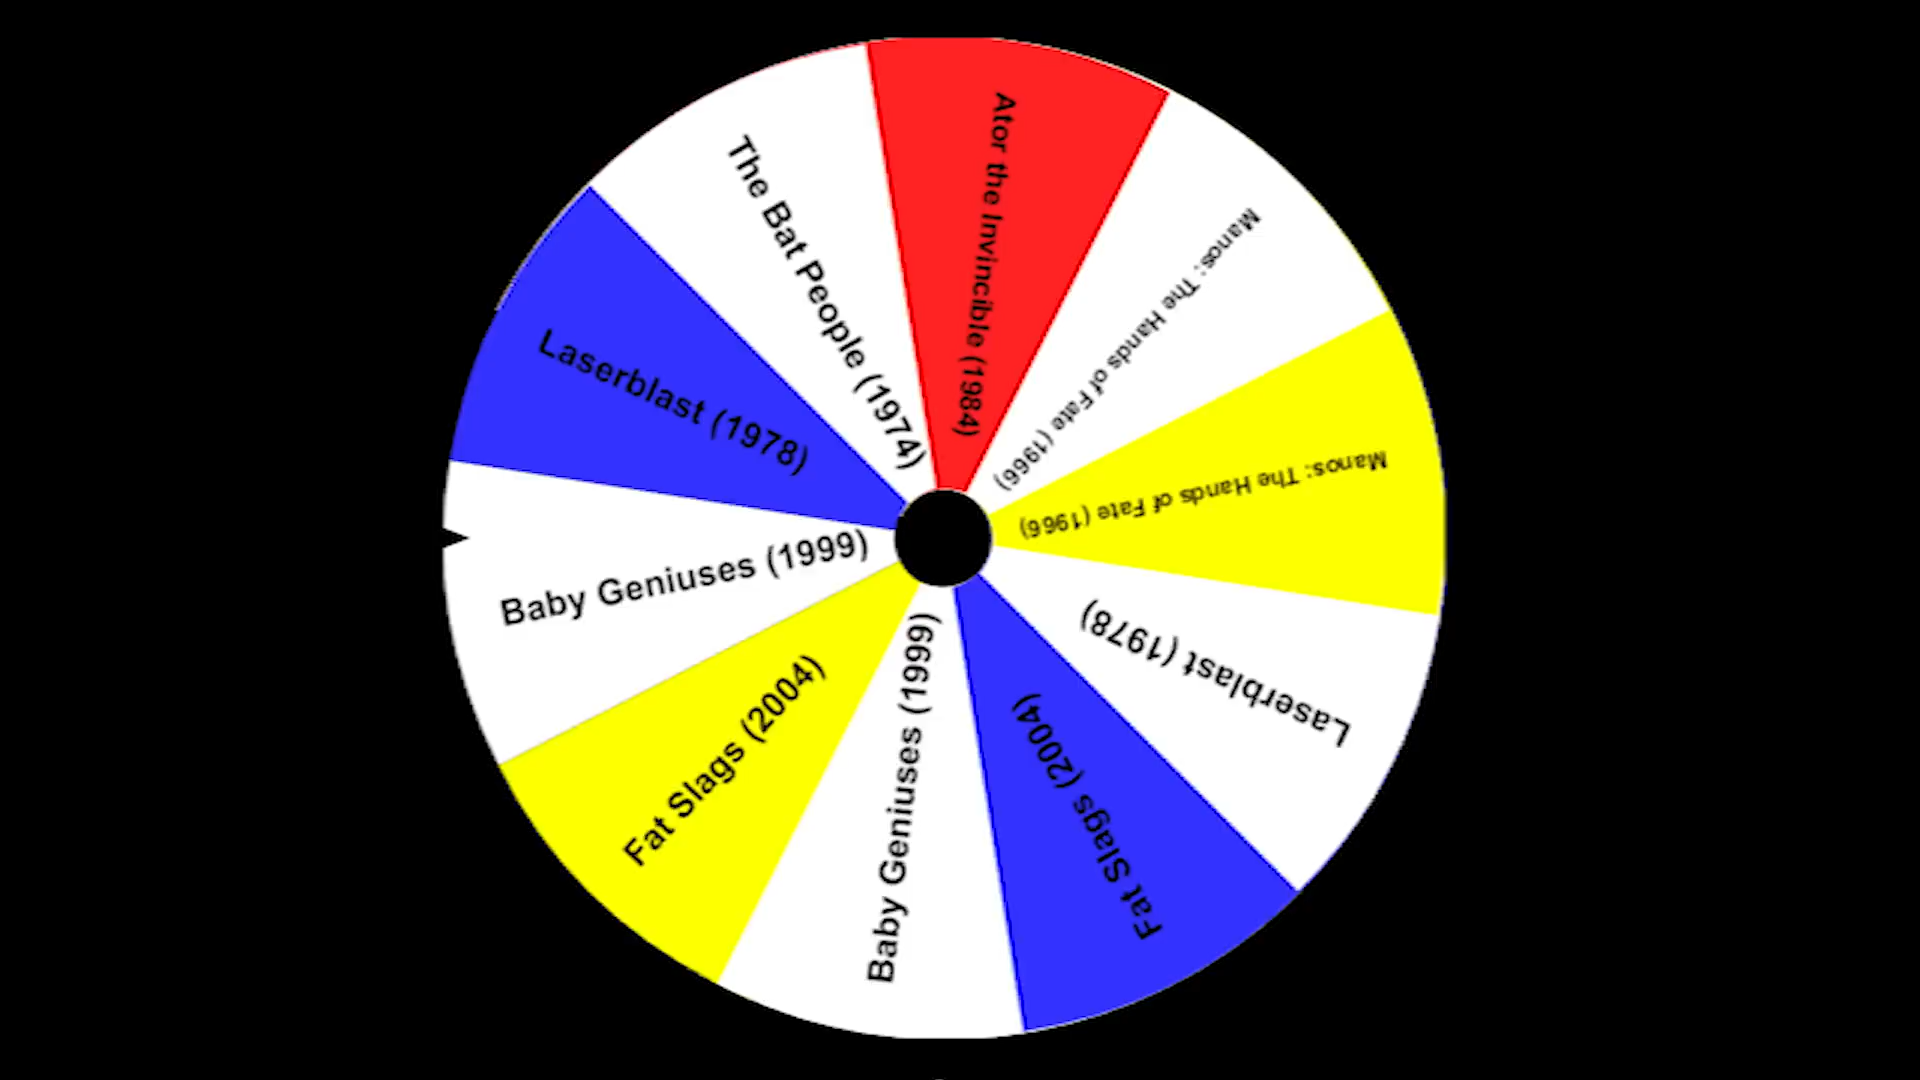 Ator the Invincible (1984)
Manos: The Hands of Fate (1966)
Manos: The Hands of Fate (1966)
Laserblast (1978)
Fat Slags (2004)
Baby Geniuses (1999)
Fat Slags (2004)
Baby Geniuses (1999)
Laserblast (1978)
The Bat People (1974)